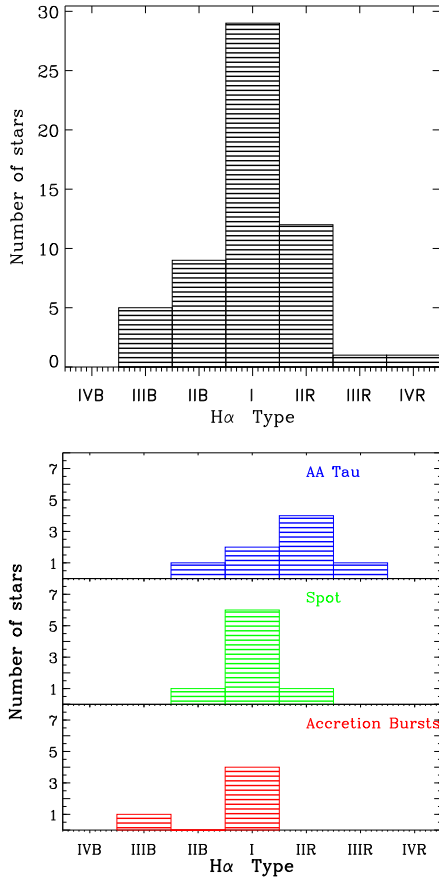 30
25
20
15
10
5
0
Number of stars
IVB IIIB IIB I IIR IIIR IVR
Hα Type
7
5
3
1
AA Tau
7
5
3
1
Spot
7
5
3
1
Accretion Bursts
Number of stars
IVB IIIB IIB I IIR IIIR IVR
Hα Type